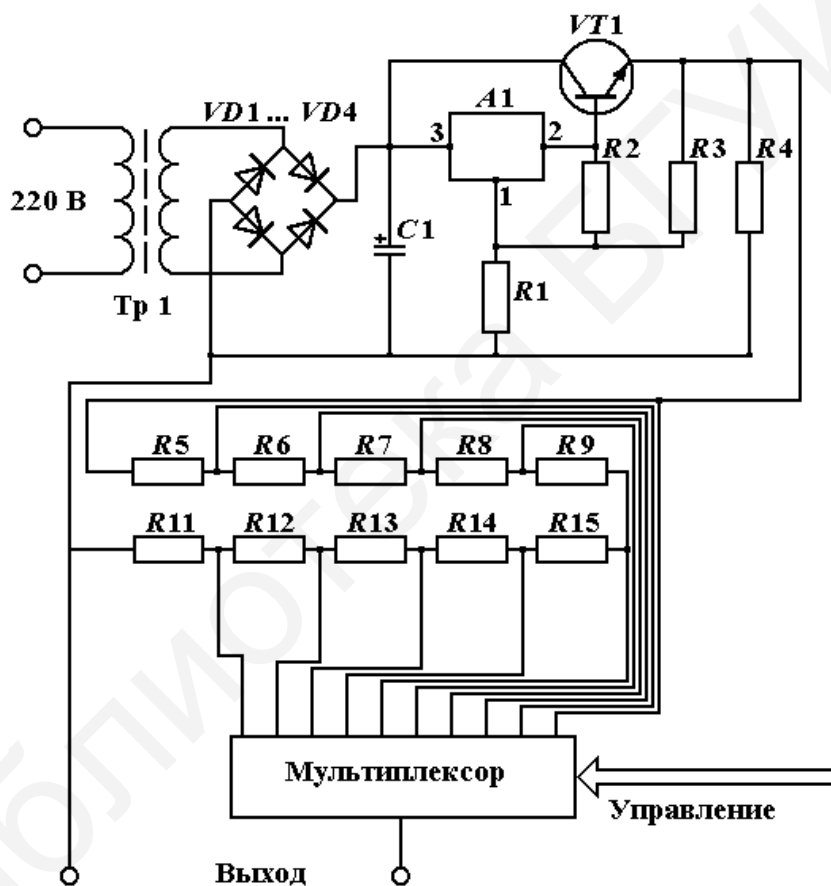 VT1
VD1 ... VD4
A1
3
2
R2
R3
R4
220 В
1
C1
+
Тр 1
R1
R5
R6
R7
R8
R9
R11
R12
R13
R14
R15
Мультиплексор
Управление
Выход